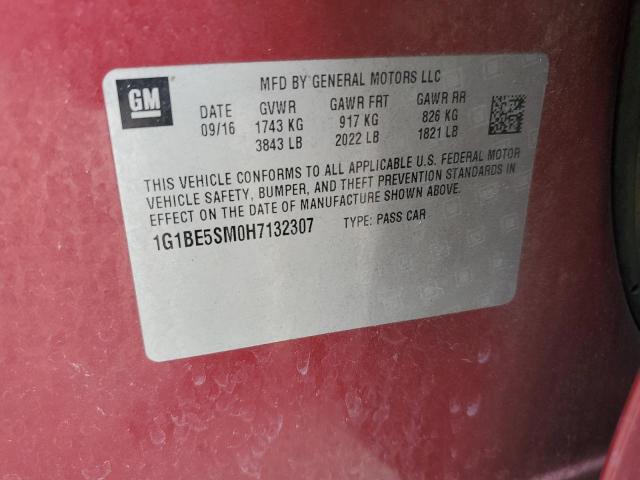 GM
MFD BY GENERAL MOTORS LLC
DATE GVWR GAWR FRT GAWR RR
09/16 1743 KG 917 KG 826 KG
3843 LB 2022 LB 1821 LB
THIS VEHICLE CONFORMS TO ALL APPLICABLE U.S. FEDERAL MOTOR
VEHICLE SAFETY, BUMPER, AND THEFT PREVENTION STANDARDS IN
EFFECT ON THE DATE OF MANUFACTURE SHOWN ABOVE.
1G1BE5SM0H7132307 TYPE: PASS CAR